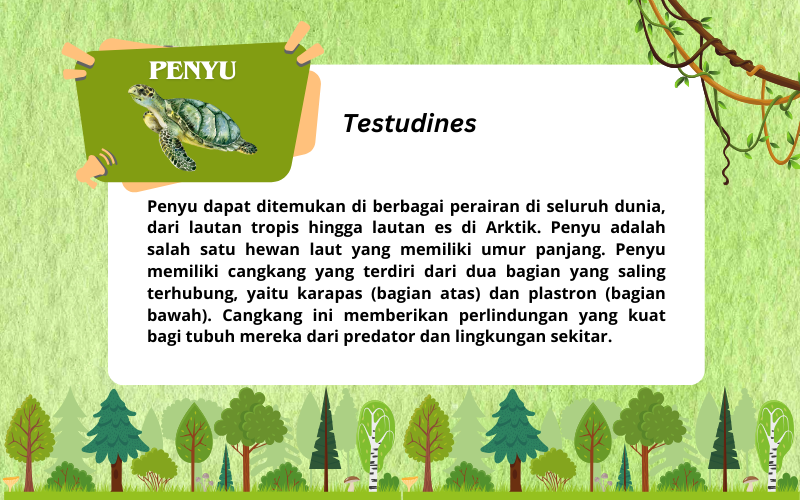 PENYU
Testudines
Penyu dapat ditemukan di berbagai perairan di seluruh dunia,
dari lautan tropis hingga lautan es di Arktik. Penyu adalah
salah satu hewan laut yang memiliki umur panjang. Penyu
memiliki cangkang yang terdiri dari dua bagian yang saling
terhubung, yaitu karapas (bagian atas) dan plastron (bagian
bawah). Cangkang ini memberikan perlindungan yang kuat
bagi tubuh mereka dari predator dan lingkungan sekitar.